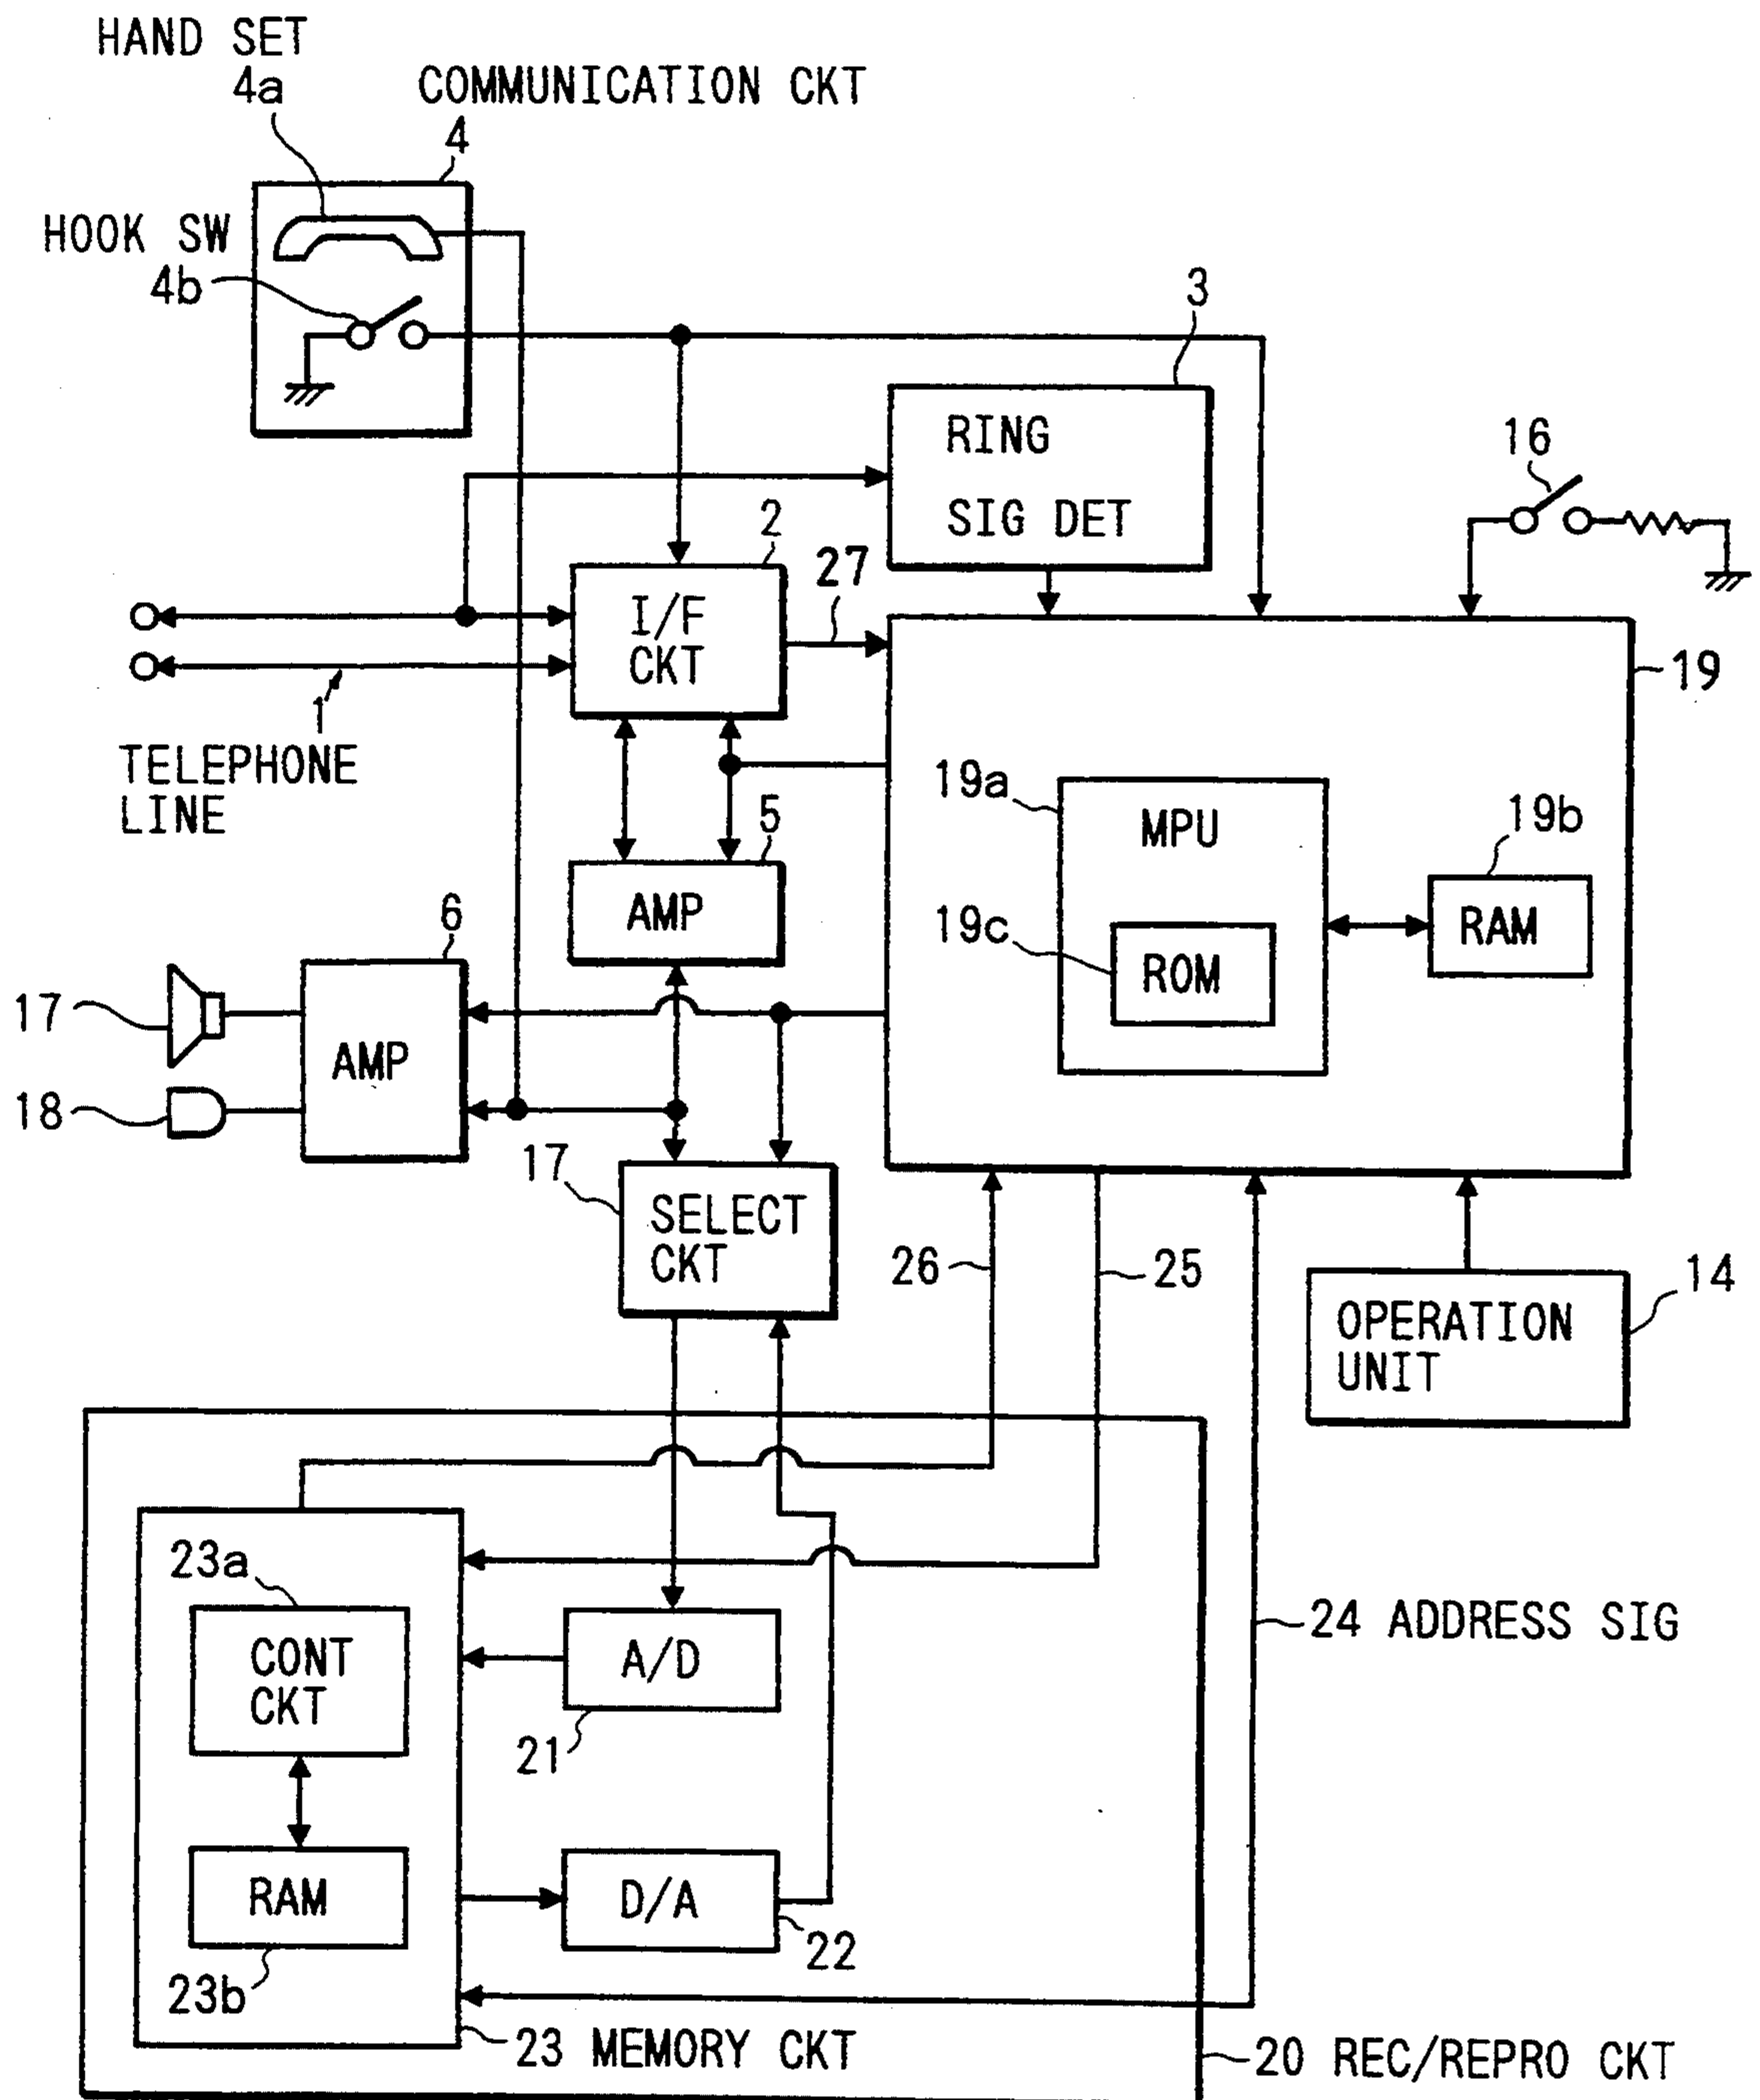 HAND SET
4a
COMMUNICATION CKT
4
HOOK SW
4b
3
RING
SIG DET
16
2
27
I/F
CKT
19
1
TELEPHONE
LINE
19a
MPU
19b
RAM
5
AMP
19c
ROM
6
17
AMP
18
17
SELECT
CKT
26
25
14
OPERATION
UNIT
23a
CONT
CKT
A/D
24 ADDRESS SIG
21
RAM
D/A
22
23b
23 MEMORY CKT
20 REC/REPRO CKT